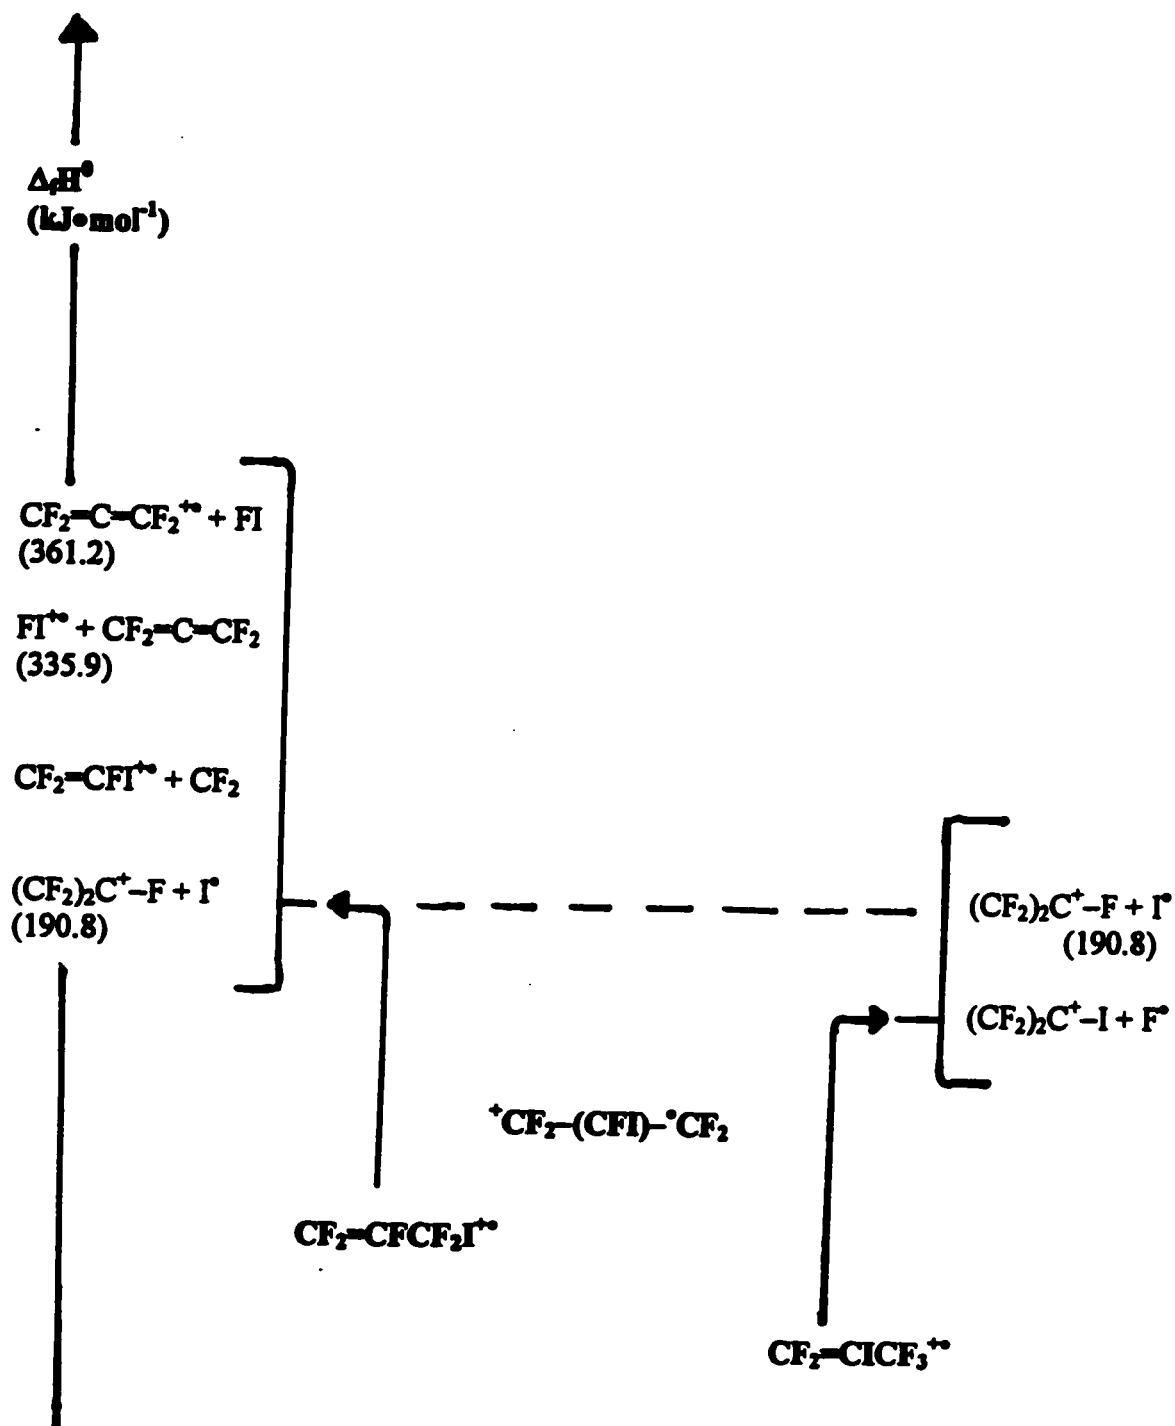 ΔfH⁰
(kJ•mol⁻¹)
CF₂=C=CF₂⁺• + FI
(361.2)
FI⁺• + CF₂=C=CF₂
(335.9)
CF₂=CFI⁺• + CF₂
(CF₂)₂C⁺–F + I•
(190.8)
(CF₂)₂C⁺–F + I•
(190.8)
(CF₂)₂C⁺–I + F•
⁺CF₂–(CFI)–•CF₂
CF₂=CFCF₂I⁺•
CF₂=CICF₃⁺•